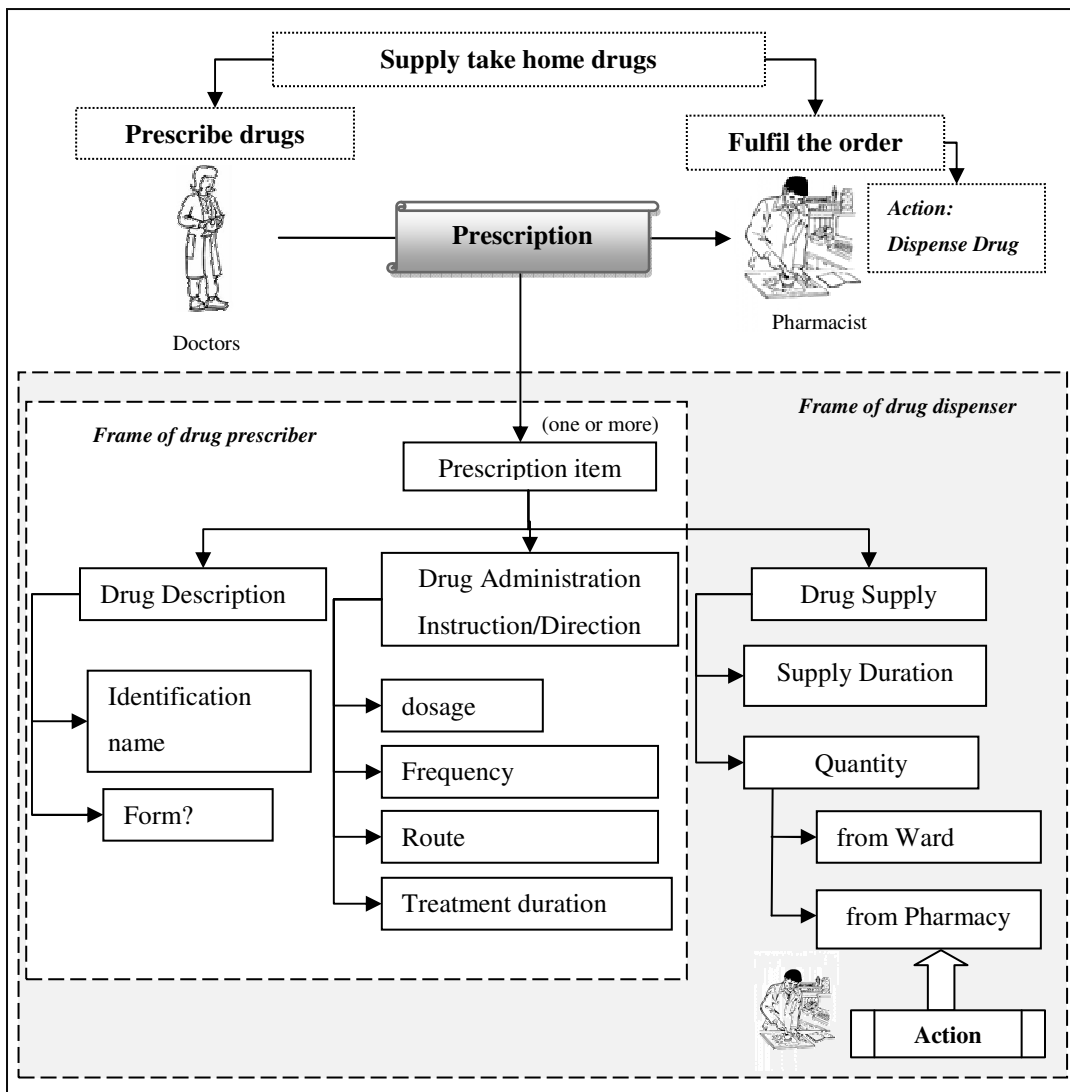 Supply take home drugs
Prescribe drugs
Fulfil the order
Action:
Dispense Drug
Prescription
Doctors
Pharmacist
Frame of drug prescriber
Frame of drug dispenser
(one or more)
Prescription item
Drug Description
Drug Administration
Instruction/Direction
Drug Supply
Identification
name
Form?
dosage
Frequency
Route
Treatment duration
Supply Duration
Quantity
from Ward
from Pharmacy
Action